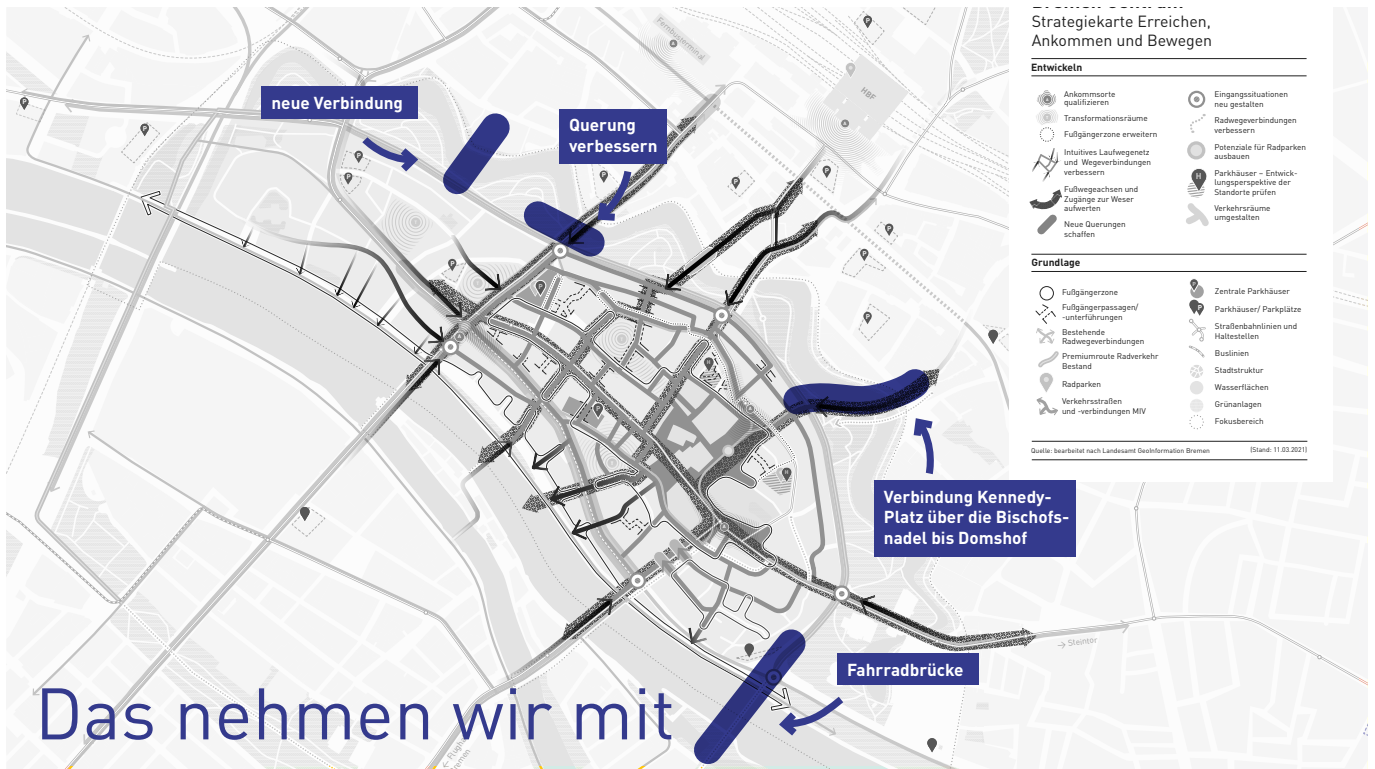 Strategiekarte Erreichen,
Ankommen und Bewegen
Entwickeln
Ankommsorte
qualifizieren
Transformationsräume
Fußgängerzone erweitern
Intuitives Laufwegenetz
und Wegeverbindungen
verbessern
Fußwegeachsen und
Zugänge zur Weser
aufwerten
Neue Querungen
schaffen
Eingangssituationen
neu gestalten
Radwegeverbindungen
verbessern
Potenziale für Radparken
ausbauen
Parkhäuser – Entwick-
lungsperspektive der
Standorte prüfen
Verkehrsräume
umgestalten
Grundlage
Fußgängerzone
Fußgängerpassagen/
-unterführungen
Bestehende
Radwegeverbindungen
Premiumroute Radverkehr
Bestand
Radparken
Verkehrsstraßen
und -verbindungen MIV
Zentrale Parkhäuser
Parkhäuser/ Parkplätze
Straßenbahnlinien und
Haltestellen
Buslinien
Stadtstruktur
Wasserflächen
Grünanlagen
Fokusbereich
Quelle: bearbeitet nach Landesamt GeoInformation Bremen
(Stand: 11.03.2021)
neue Verbindung
Querung
verbessern
HBF
Verbindung Kennedy-
Platz über die Bischofs-
nadel bis Domshof
→ Steintor
Fahrradbrücke
Das nehmen wir mit